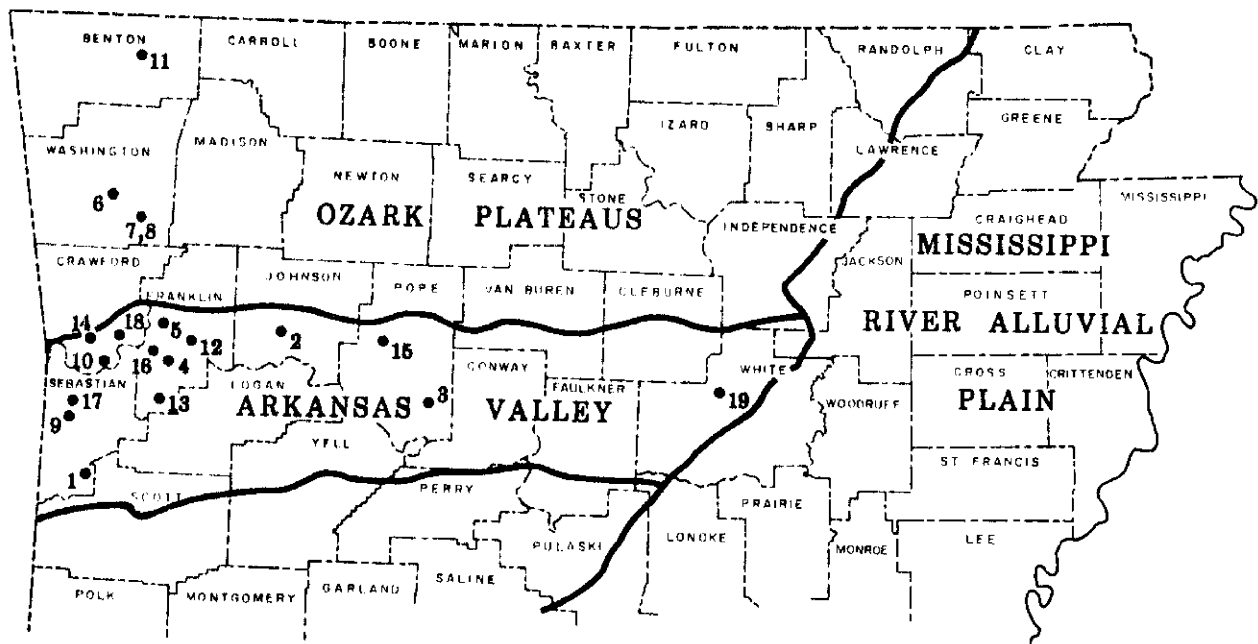 BENTON CARROLL BOONE MARION BAXTER FULTON RANDOLPH CLAY
11
IZARD SHARP GREENE
WASHINGTON MADISON LAWRENCE
NEWTON SEARCY STONE MISSISSIPPI
6
OZARK PLATEAUS
7,8
INDEPENDENCE CRAIGHEAD
MISSISSIPPI
CRAWFORD JACKSON
JOHNSON POPE VAN BUREN CLEBURNE
FRANKLIN POINSETT
14 18 5 12 2 15
RIVER ALLUVIAL
10 16 4
CONWAY WHITE CROSS CRITTENDEN
SEBASTIAN LOGAN FAULKNER
17 13 3 19
ARKANSAS VALLEY PLAIN
WOODRUFF
9
YELL
ST FRANCIS
1
SCOTT PERRY PRAIRIE
PULASKI LONOKE MONROE LEE
SALINE
POLK MONTGOMERY GARLAND